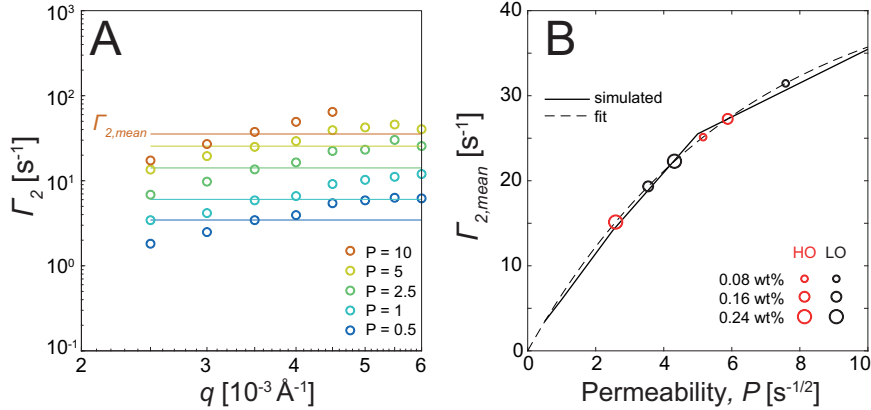 A
Γ2 [s-1]
10^3
10^2
10^1
10^0
10^-1
Γ2,mean
P = 10
P = 5
P = 2.5
P = 1
P = 0.5
2
3
4
5
6
q [10^-3 Å^-1]
B
Γ2,mean [s-1]
40
30
20
10
0
simulated
fit
HO LO
0.08 wt%
0.16 wt%
0.24 wt%
0
2
4
6
8
10
Permeability, P [s^-1/2]